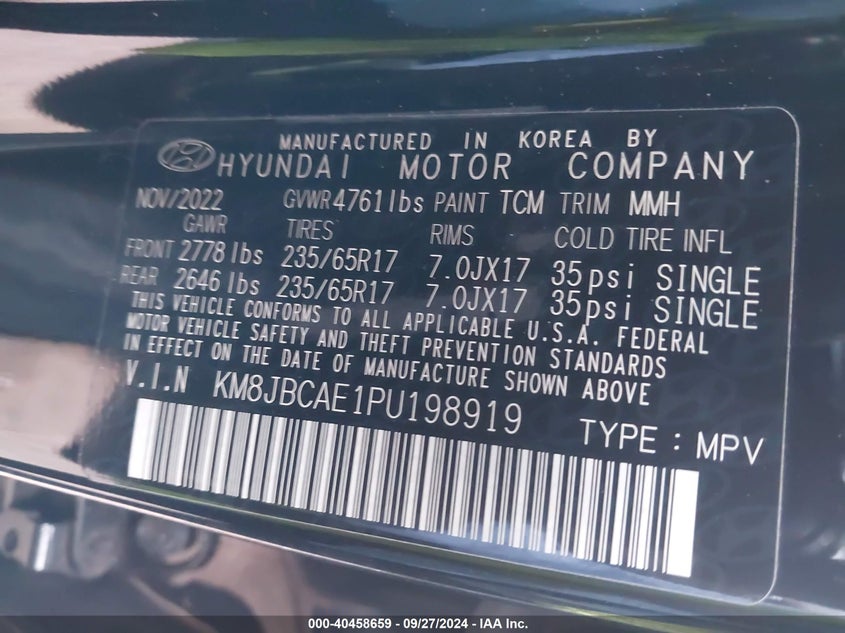 MANUFACTURED IN KOREA BY
HYUNDAI MOTOR COMPANY
NOV/2022 GVWR 4761lbs PAINT TCM TRIM MMH
GAWR TIRES RIMS COLD TIRE INFL
FRONT 2778 lbs 235/65R17 7.0JX17 35psi SINGLE
REAR 2646 lbs 235/65R17 7.0JX17 35psi SINGLE
THIS VEHICLE CONFORMS TO ALL APPLICABLE U.S.A. FEDERAL
MOTOR VEHICLE SAFETY AND THEFT PREVENTION STANDARDS
IN EFFECT ON THE DATE OF MANUFACTURE SHOWN ABOVE
V.I.N KM8JBCAE1PU198919
TYPE : MPV
000-40458659 - 09/27/2024 - IAA Inc.